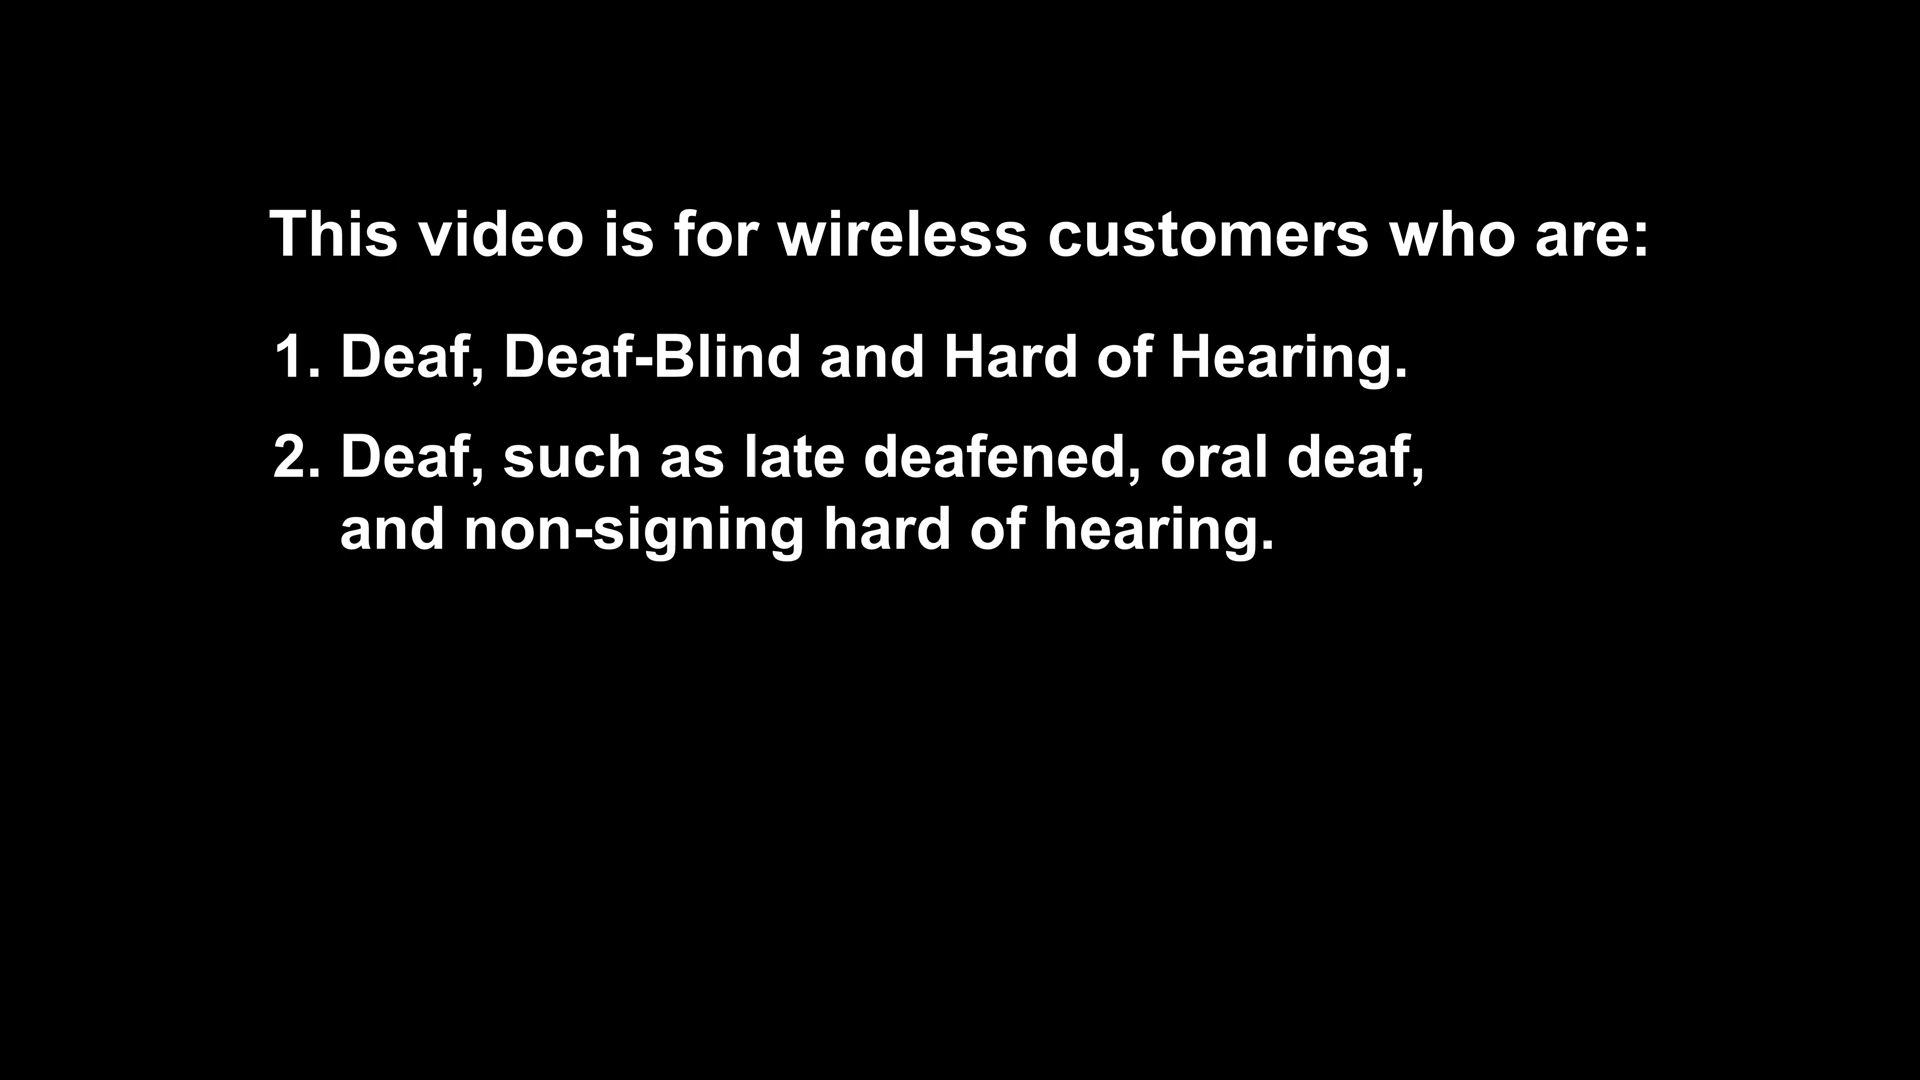 This video is for wireless customers who are:
1. Deaf, Deaf-Blind and Hard of Hearing.
2. Deaf, such as late deafened, oral deaf,
and non-signing hard of hearing.